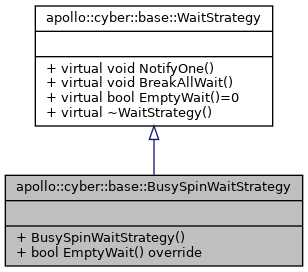 apollo::cyber::base::WaitStrategy
+ virtual void NotifyOne()
+ virtual void BreakAllWait()
+ virtual bool EmptyWait()=0
+ virtual ~WaitStrategy()
apollo::cyber::base::BusySpinWaitStrategy
+ BusySpinWaitStrategy()
+ bool EmptyWait() override